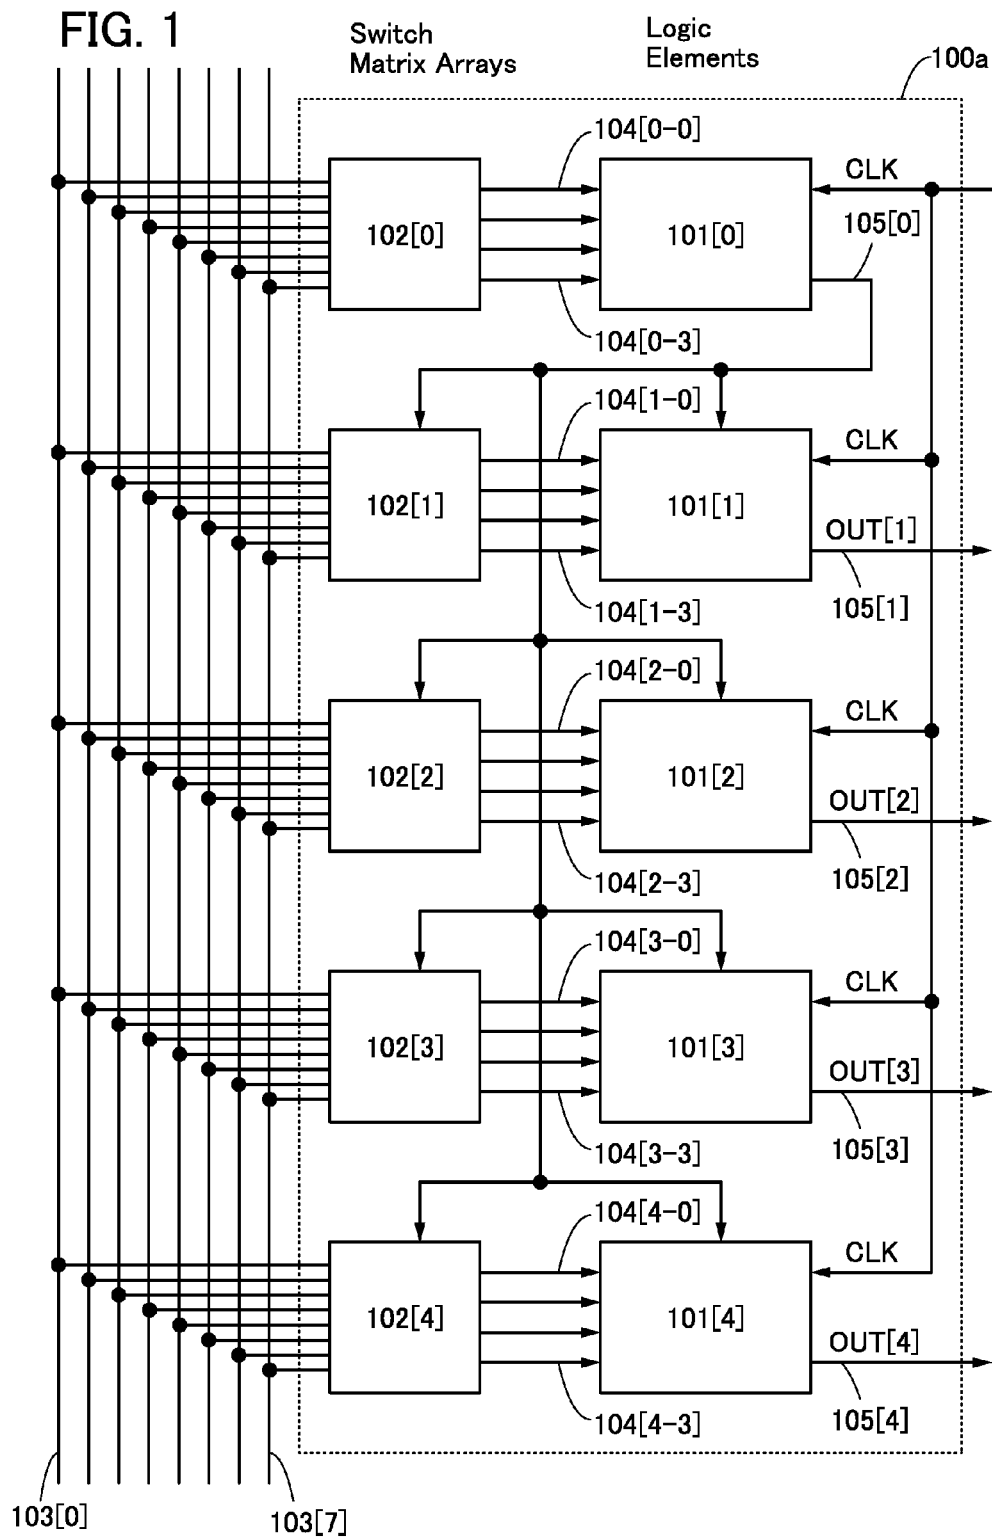 FIG. 1
Switch
Matrix Arrays
Logic
Elements
100a
104[0-0]
CLK
102[0]
101[0]
105[0]
104[0-3]
104[1-0]
CLK
102[1]
101[1]
OUT[1]
105[1]
104[1-3]
104[2-0]
CLK
102[2]
101[2]
OUT[2]
105[2]
104[2-3]
104[3-0]
CLK
102[3]
101[3]
OUT[3]
105[3]
104[3-3]
104[4-0]
CLK
102[4]
101[4]
OUT[4]
105[4]
104[4-3]
103[0]
103[7]